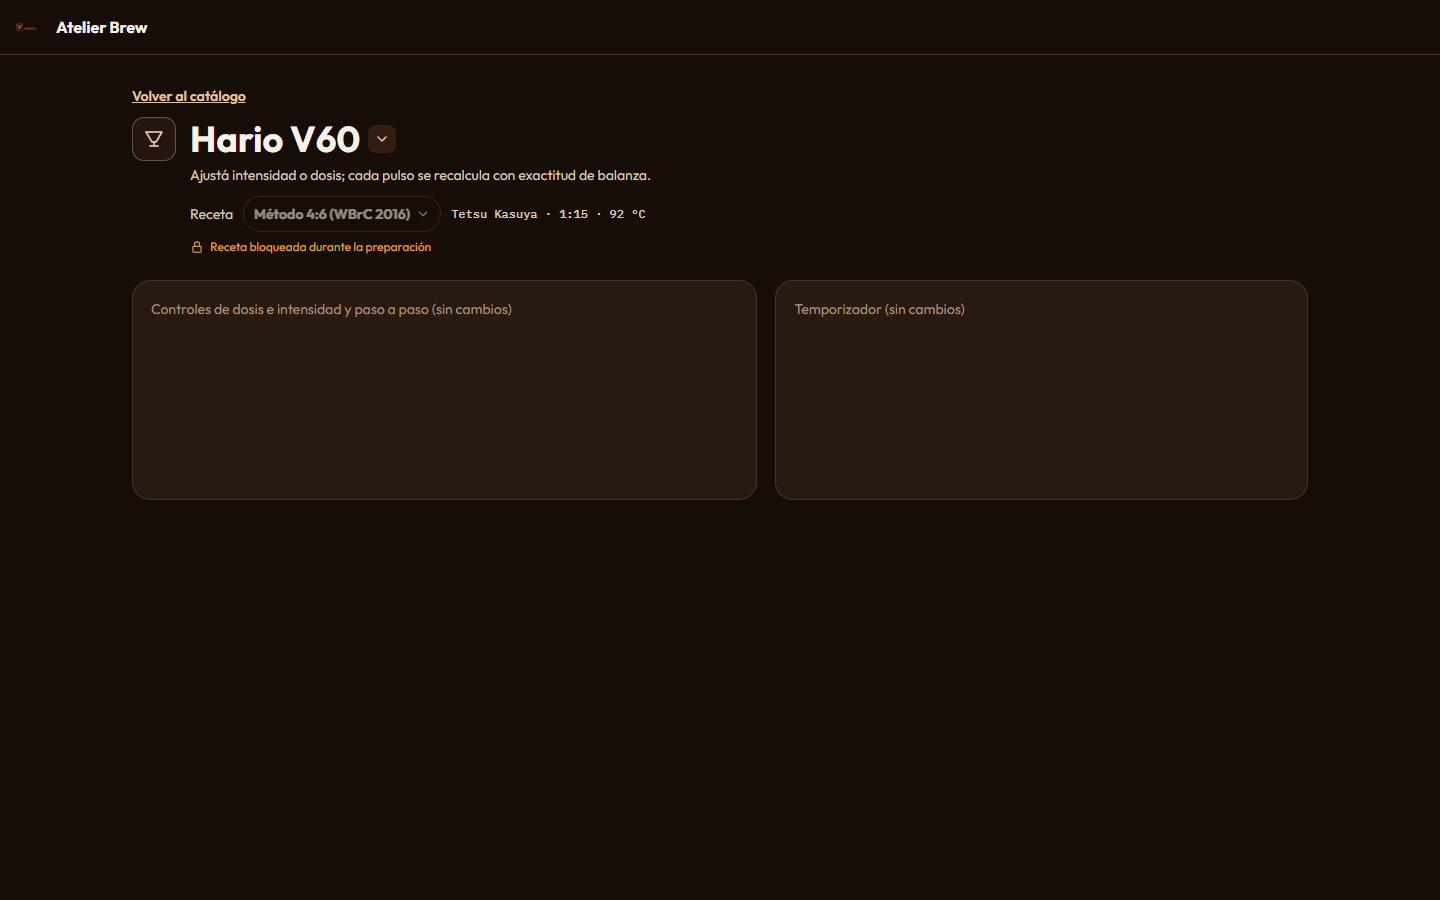 Atelier Brew
Volver al catálogo
Hario V60
Ajustá intensidad o dosis; cada pulso se recalcula con exactitud de balanza.
Receta Método 4:6 (WBrC 2016) Tetsu Kasuya · 1:15 · 92 °C
Receta bloqueada durante la preparación
Controles de dosis e intensidad y paso a paso (sin cambios)
Temporizador (sin cambios)